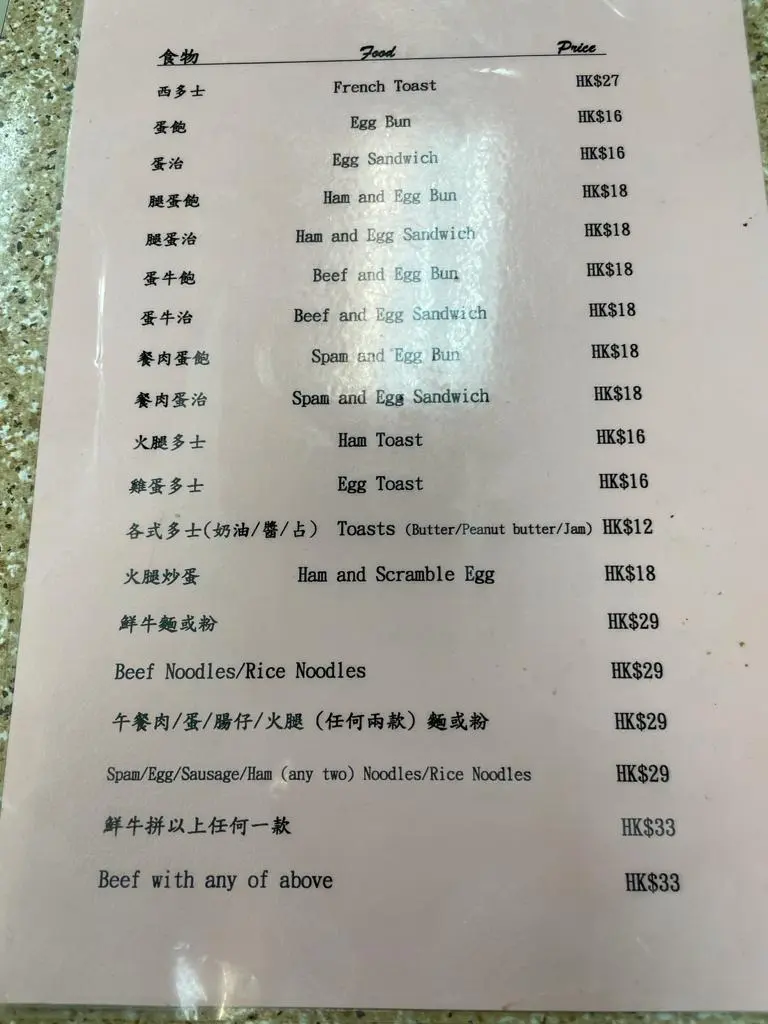 食物 Food Price
西多士 French Toast HK$27
蛋飽 Egg Bun HK$16
蛋治 Egg Sandwich HK$16
腿蛋飽 Ham and Egg Bun HK$18
腿蛋治 Ham and Egg Sandwich HK$18
蛋牛飽 Beef and Egg Bun HK$18
蛋牛治 Beef and Egg Sandwich HK$18
餐肉蛋飽 Spam and Egg Bun HK$18
餐肉蛋治 Spam and Egg Sandwich HK$18
火腿多士 Ham Toast HK$16
雞蛋多士 Egg Toast HK$16
各式多士(奶油/醬/占) Toasts (Butter/Peanut butter/Jam) HK$12
火腿炒蛋 Ham and Scramble Egg HK$18
鮮牛麵或粉 HK$29
Beef Noodles/Rice Noodles HK$29
午餐肉/蛋/腸仔/火腿 (任何兩款) 麵或粉 HK$29
Spam/Egg/Sausage/Ham (any two) Noodles/Rice Noodles HK$29
鮮牛拼以上任何一款 HK$33
Beef with any of above HK$33